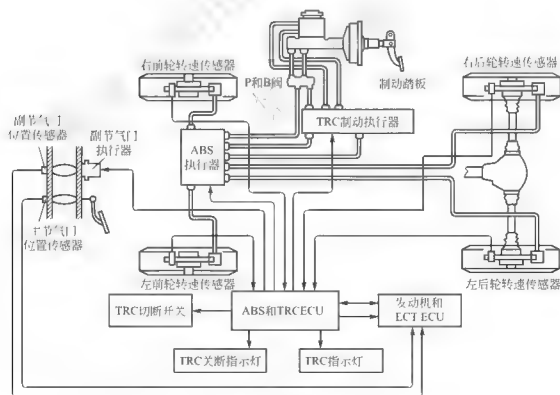 右前轮转速传感器
P和B阀
制动踏板
右后轮转速传感器
副节气门
位置传感器
副节气门
执行器
TRC制动执行器
ABS
执行器
主节气门
位置传感器
左前轮转速传感器
左后轮转速传感器
TRC切断开关
ABS和TRCECU
发动机和
ECT ECU
TRC关断指示灯
TRC指示灯